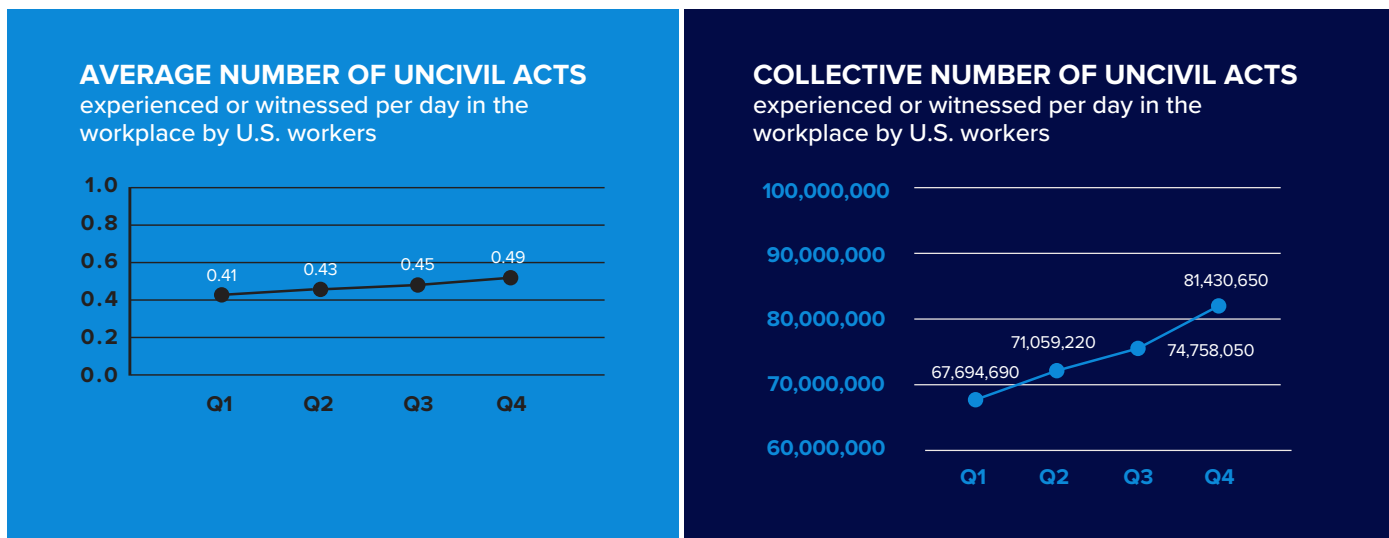 AVERAGE NUMBER OF UNCIVIL ACTS
experienced or witnessed per day in the
workplace by U.S. workers
1.0
0.8
0.6
0.4
0.2
0.0
0.41
0.43
0.45
0.49
Q1 Q2 Q3 Q4
COLLECTIVE NUMBER OF UNCIVIL ACTS
experienced or witnessed per day in the
workplace by U.S. workers
100,000,000
90,000,000
80,000,000
70,000,000
60,000,000
67,694,690
71,059,220
74,758,050
81,430,650
Q1 Q2 Q3 Q4